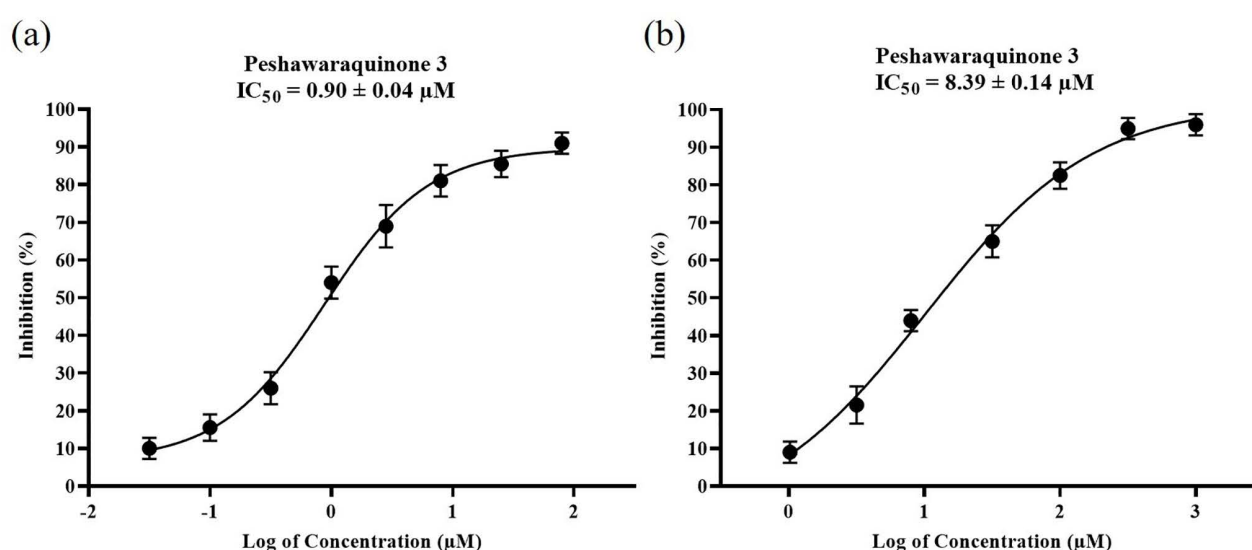 (a)
Peshawaraquinone 3
IC50 = 0.90 ± 0.04 µM
100
90
80
70
60
50
40
30
20
10
0
Inhibition (%)
-2 -1 0 1 2
Log of Concentration (µM)
(b)
Peshawaraquinone 3
IC50 = 8.39 ± 0.14 µM
100
90
80
70
60
50
40
30
20
10
0
Inhibition (%)
0 1 2 3
Log of Concentration (µM)